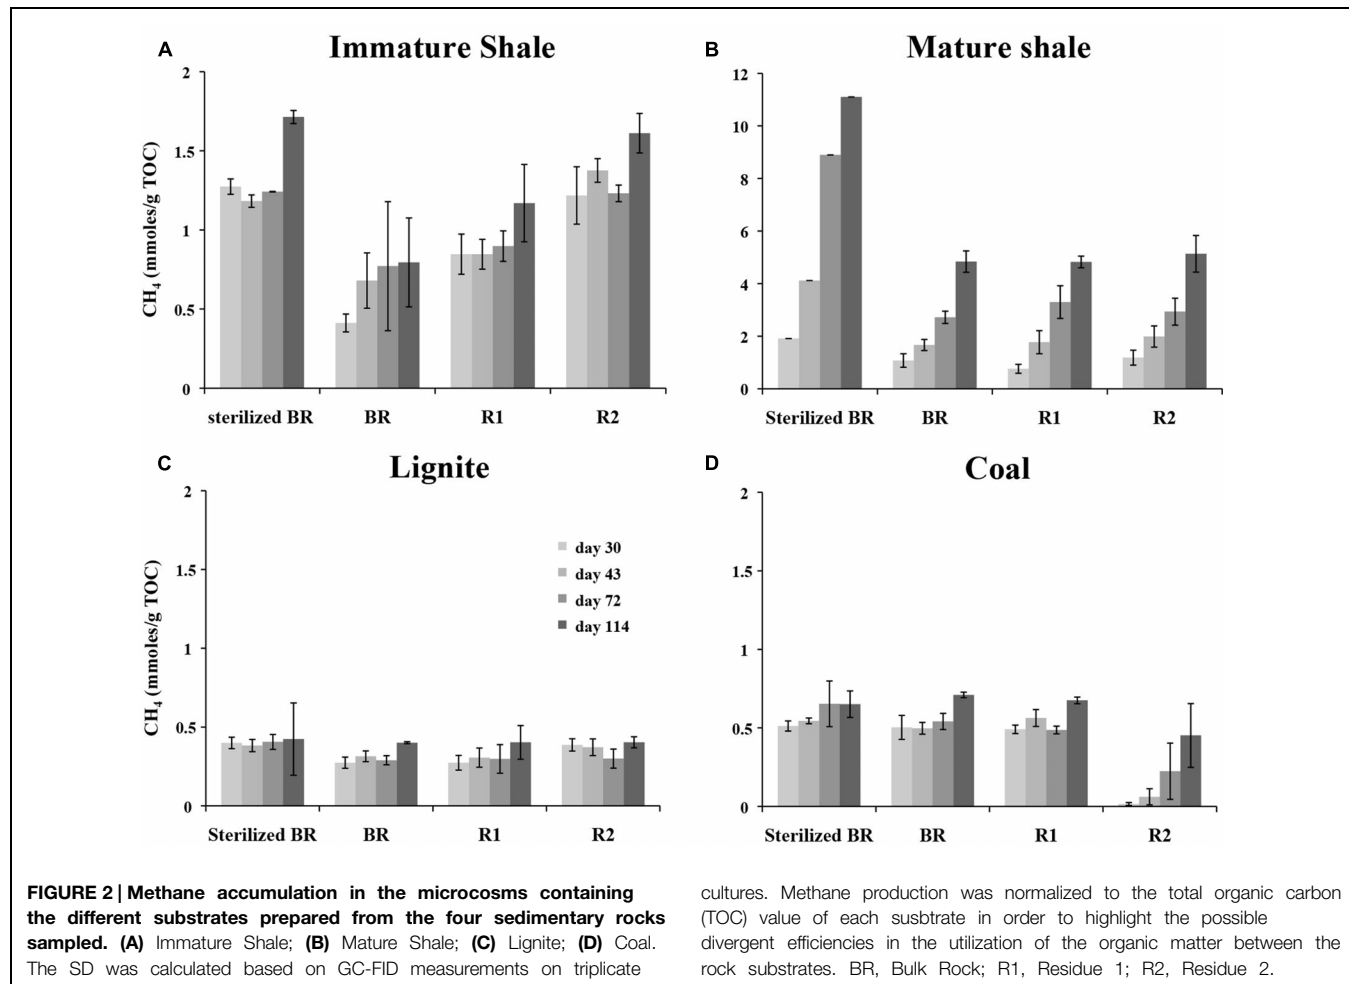 A
Immature Shale
2
1.5
1
0.5
0
CH4 (mmoles/g TOC)
sterilized BR
BR
R1
R2
B
Mature shale
12
10
8
6
4
2
0
Sterilized BR
BR
R1
R2
C
Lignite
2
1.5
1
0.5
0
CH4 (mmoles/g TOC)
day 30
day 43
day 72
day 114
Sterilized BR
BR
R1
R2
D
Coal
2
1.5
1
0.5
0
Sterilized BR
BR
R1
R2
FIGURE 2 | Methane accumulation in the microcosms containing
the different substrates prepared from the four sedimentary rocks
sampled. (A) Immature Shale; (B) Mature Shale; (C) Lignite; (D) Coal.
The SD was calculated based on GC-FID measurements on triplicate
cultures. Methane production was normalized to the total organic carbon
(TOC) value of each susbtrate in order to highlight the possible
divergent efficiencies in the utilization of the organic matter between the
rock substrates. BR, Bulk Rock; R1, Residue 1; R2, Residue 2.